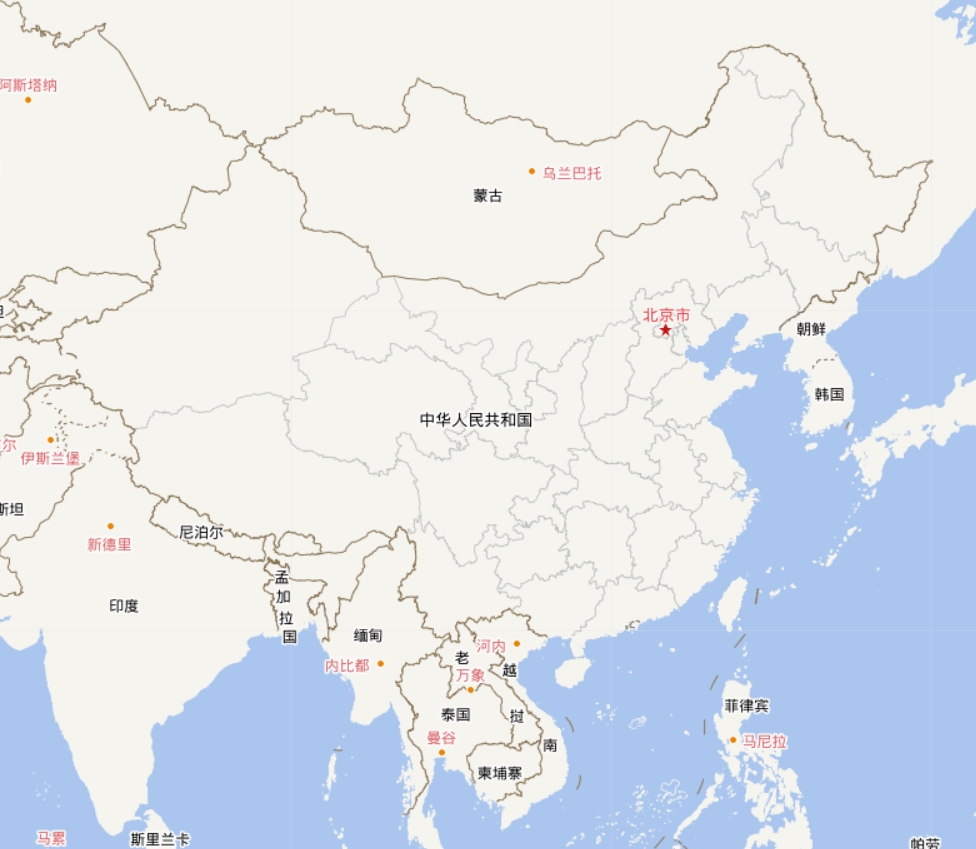 阿斯塔纳
乌兰巴托
蒙古
北京市
朝鲜
韩国
中华人民共和国
尔
伊斯兰堡
斯坦
尼泊尔
新德里
孟
加
拉
国
印度
缅甸
内比都
河内
老
万象
越
挝
泰国
南
曼谷
柬埔寨
菲律宾
马尼拉
马累
斯里兰卡
帕劳